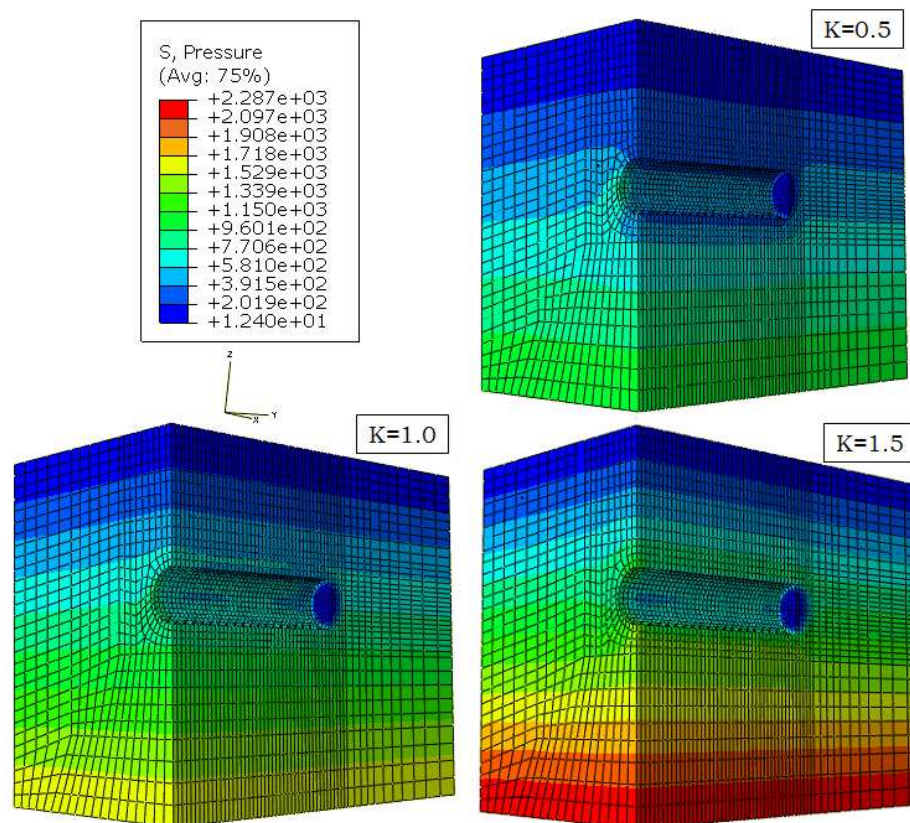 S, Pressure
(Avg: 75%)
+2.287e+03
+2.097e+03
+1.908e+03
+1.718e+03
+1.529e+03
+1.339e+03
+1.150e+03
+9.601e+02
+7.706e+02
+5.810e+02
+3.915e+02
+2.019e+02
+1.240e+01
K=0.5
Z
Y
X
K=1.0
K=1.5